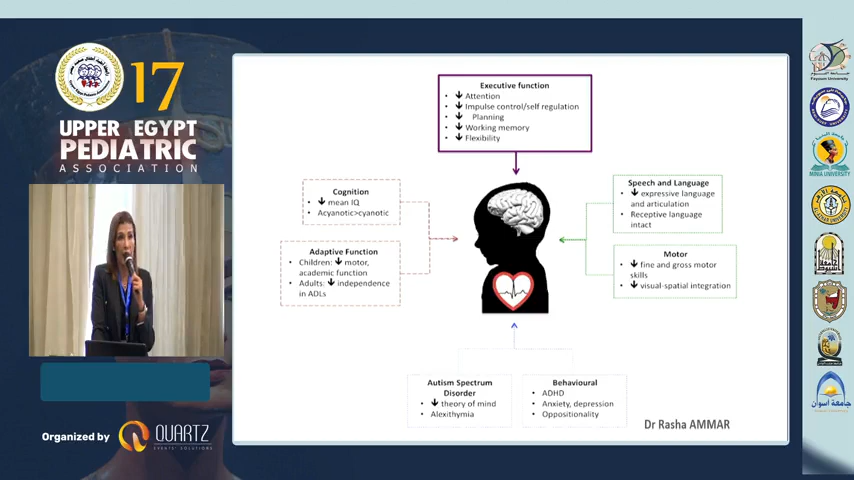 17
UPPER EGYPT
PEDIATRIC
ASSOCIATION
Organized by
QUARTZ
EVENTS' SOLUTIONS
Executive function
• 🡇 Attention
• 🡇 Impulse control/self regulation
• 🡇 Planning
• 🡇 Working memory
• 🡇 Flexibility
Cognition
• 🡇 mean IQ
• Acyanotic>cyanotic
Adaptive Function
• Children: 🡇 motor,
academic function
• Adults: 🡇 independence
in ADLs
Speech and Language
• 🡇 expressive language
and articulation
• Receptive language
intact
Motor
• 🡇 fine and gross motor
skills
• 🡇 visual-spatial integration
Autism Spectrum
Disorder
• 🡇 theory of mind
• Alexithymia
Behavioural
• ADHD
• Anxiety, depression
• Oppositionality
Dr Rasha AMMAR
Fayoum University
MINIA UNIVERSITY
جامعة أسوان